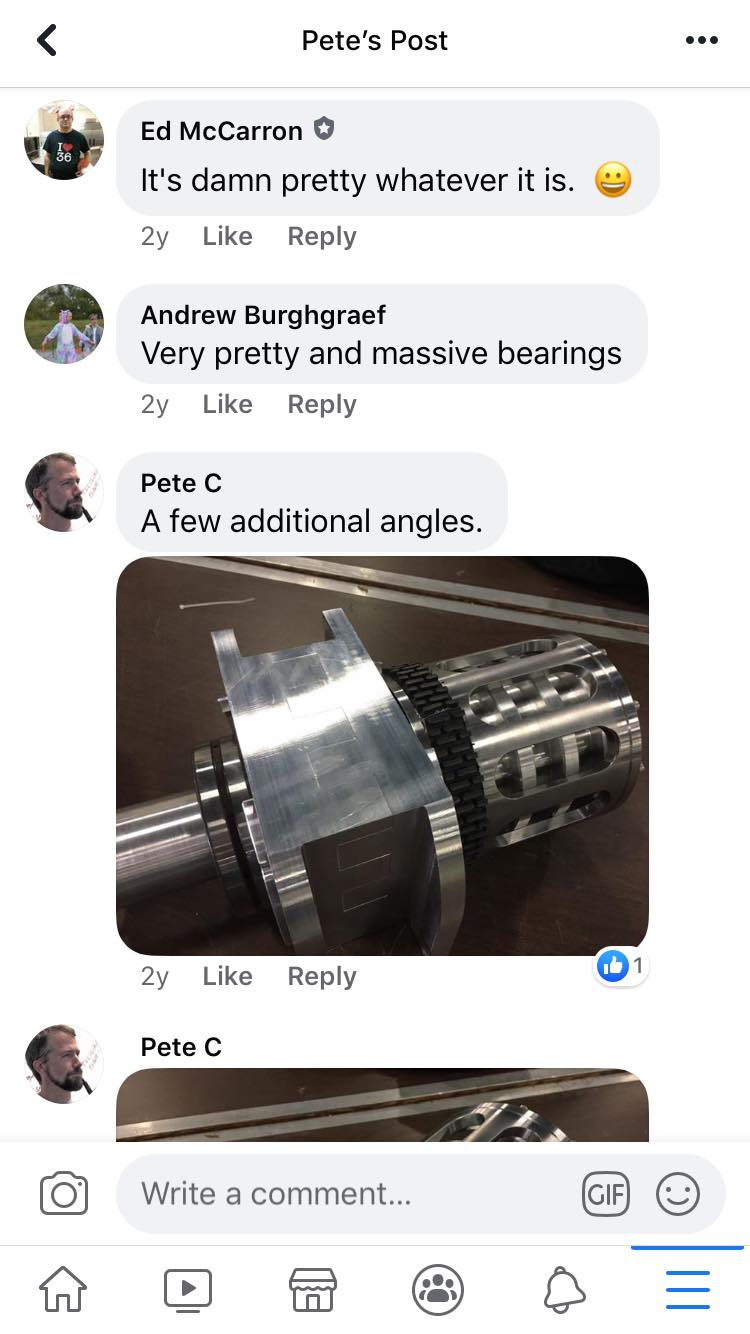 Pete's Post
Ed McCarron
I
36
It's damn pretty whatever it is. 😀
2y Like Reply
Andrew Burghgraef
Very pretty and massive bearings
2y Like Reply
Pete C
A few additional angles.
2y Like Reply
1
Pete C
Write a comment...
GIF